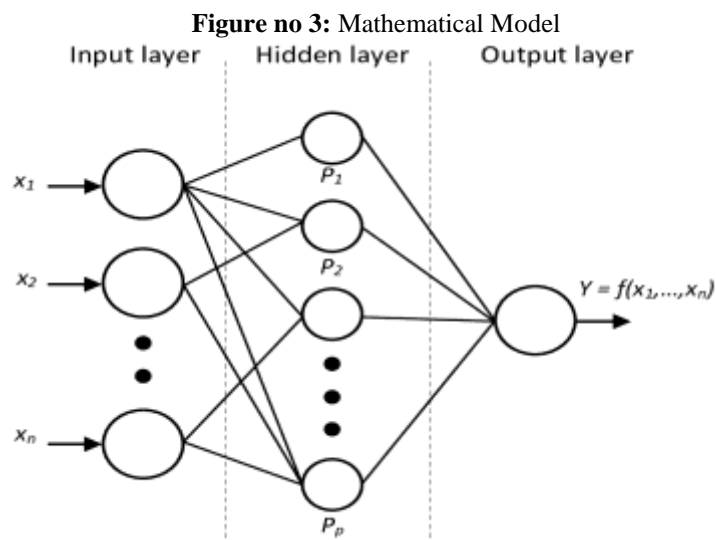 Figure no 3: Mathematical Model
Input layer Hidden layer Output layer
x₁
P₁
x₂
P₂
Y = f(x₁,...,xₙ)
xₙ
Pₚ